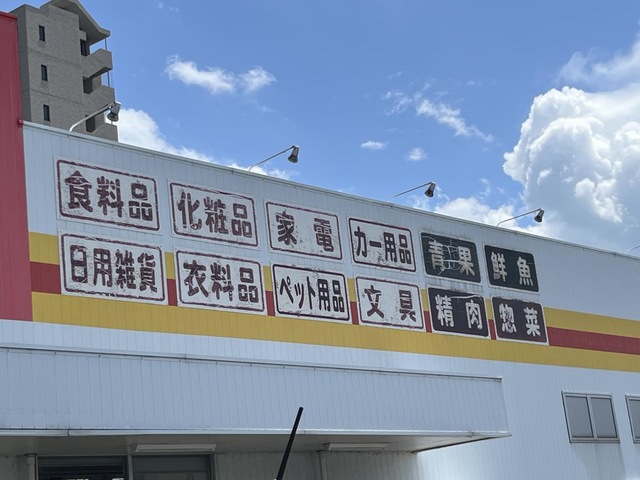 食料品 化粧品 家電 カー用品 青果 鮮魚
日用雑貨 衣料品 ペット用品 文具 精肉 惣菜